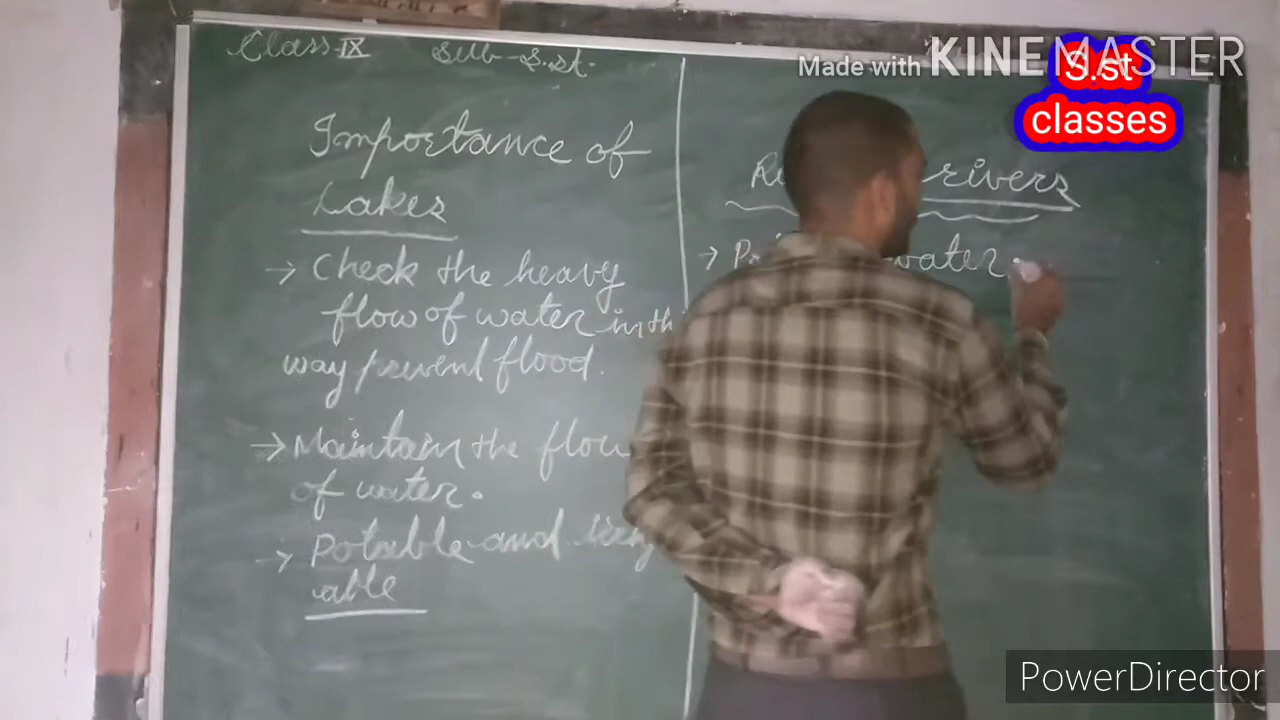 Class-IX Sub-S.st.
Importance of
Lakes
→ Check the heavy
flow of water in th
way prevent flood.
→ Maintain the flow
of water.
→ Potable and
able
rivers
→ water
Made with KINEMASTER
S.st
classes
PowerDirector